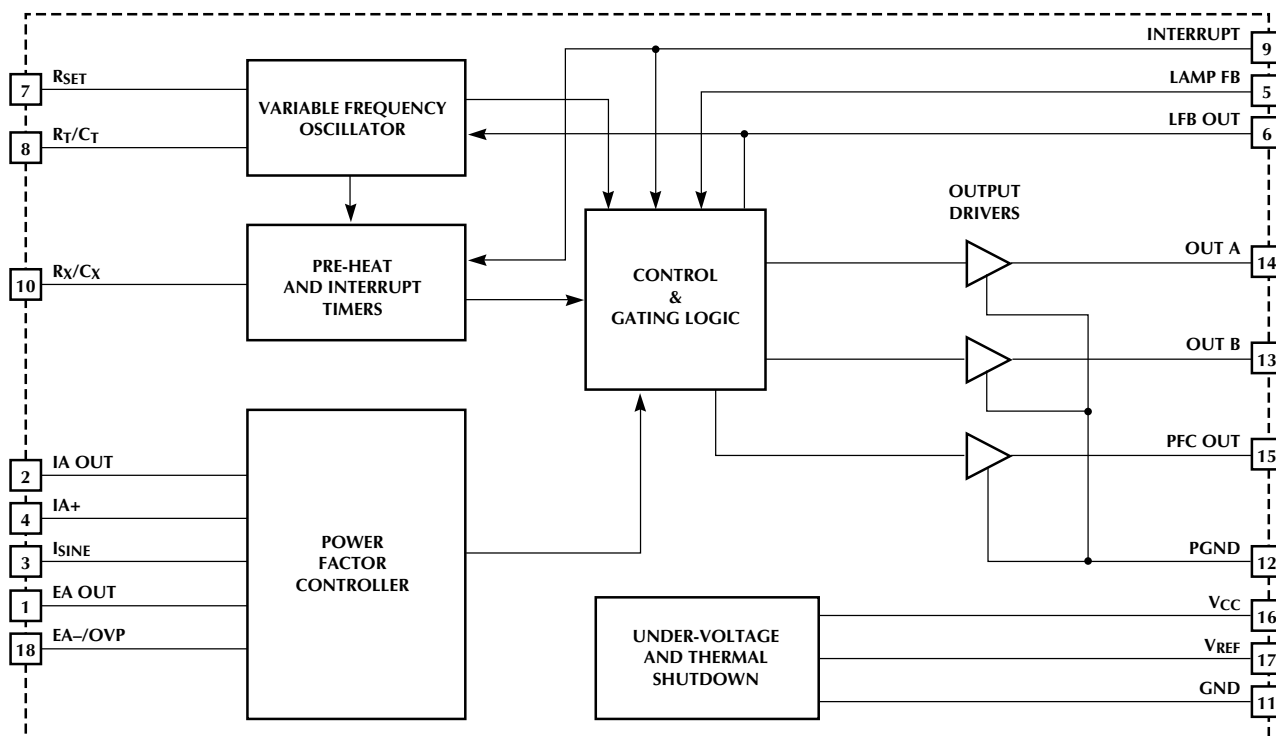 INTERRUPT
9
7
RSET
VARIABLE FREQUENCY
OSCILLATOR
LAMP FB
5
8
RT/CT
LFB OUT
6
OUTPUT
DRIVERS
10
RX/CX
PRE-HEAT
AND INTERRUPT
TIMERS
CONTROL
&
GATING LOGIC
OUT A
14
OUT B
13
PFC OUT
15
2
IA OUT
4
IA+
3
ISINE
1
EA OUT
18
EA–/OVP
POWER
FACTOR
CONTROLLER
PGND
12
UNDER-VOLTAGE
AND THERMAL
SHUTDOWN
VCC
16
VREF
17
GND
11